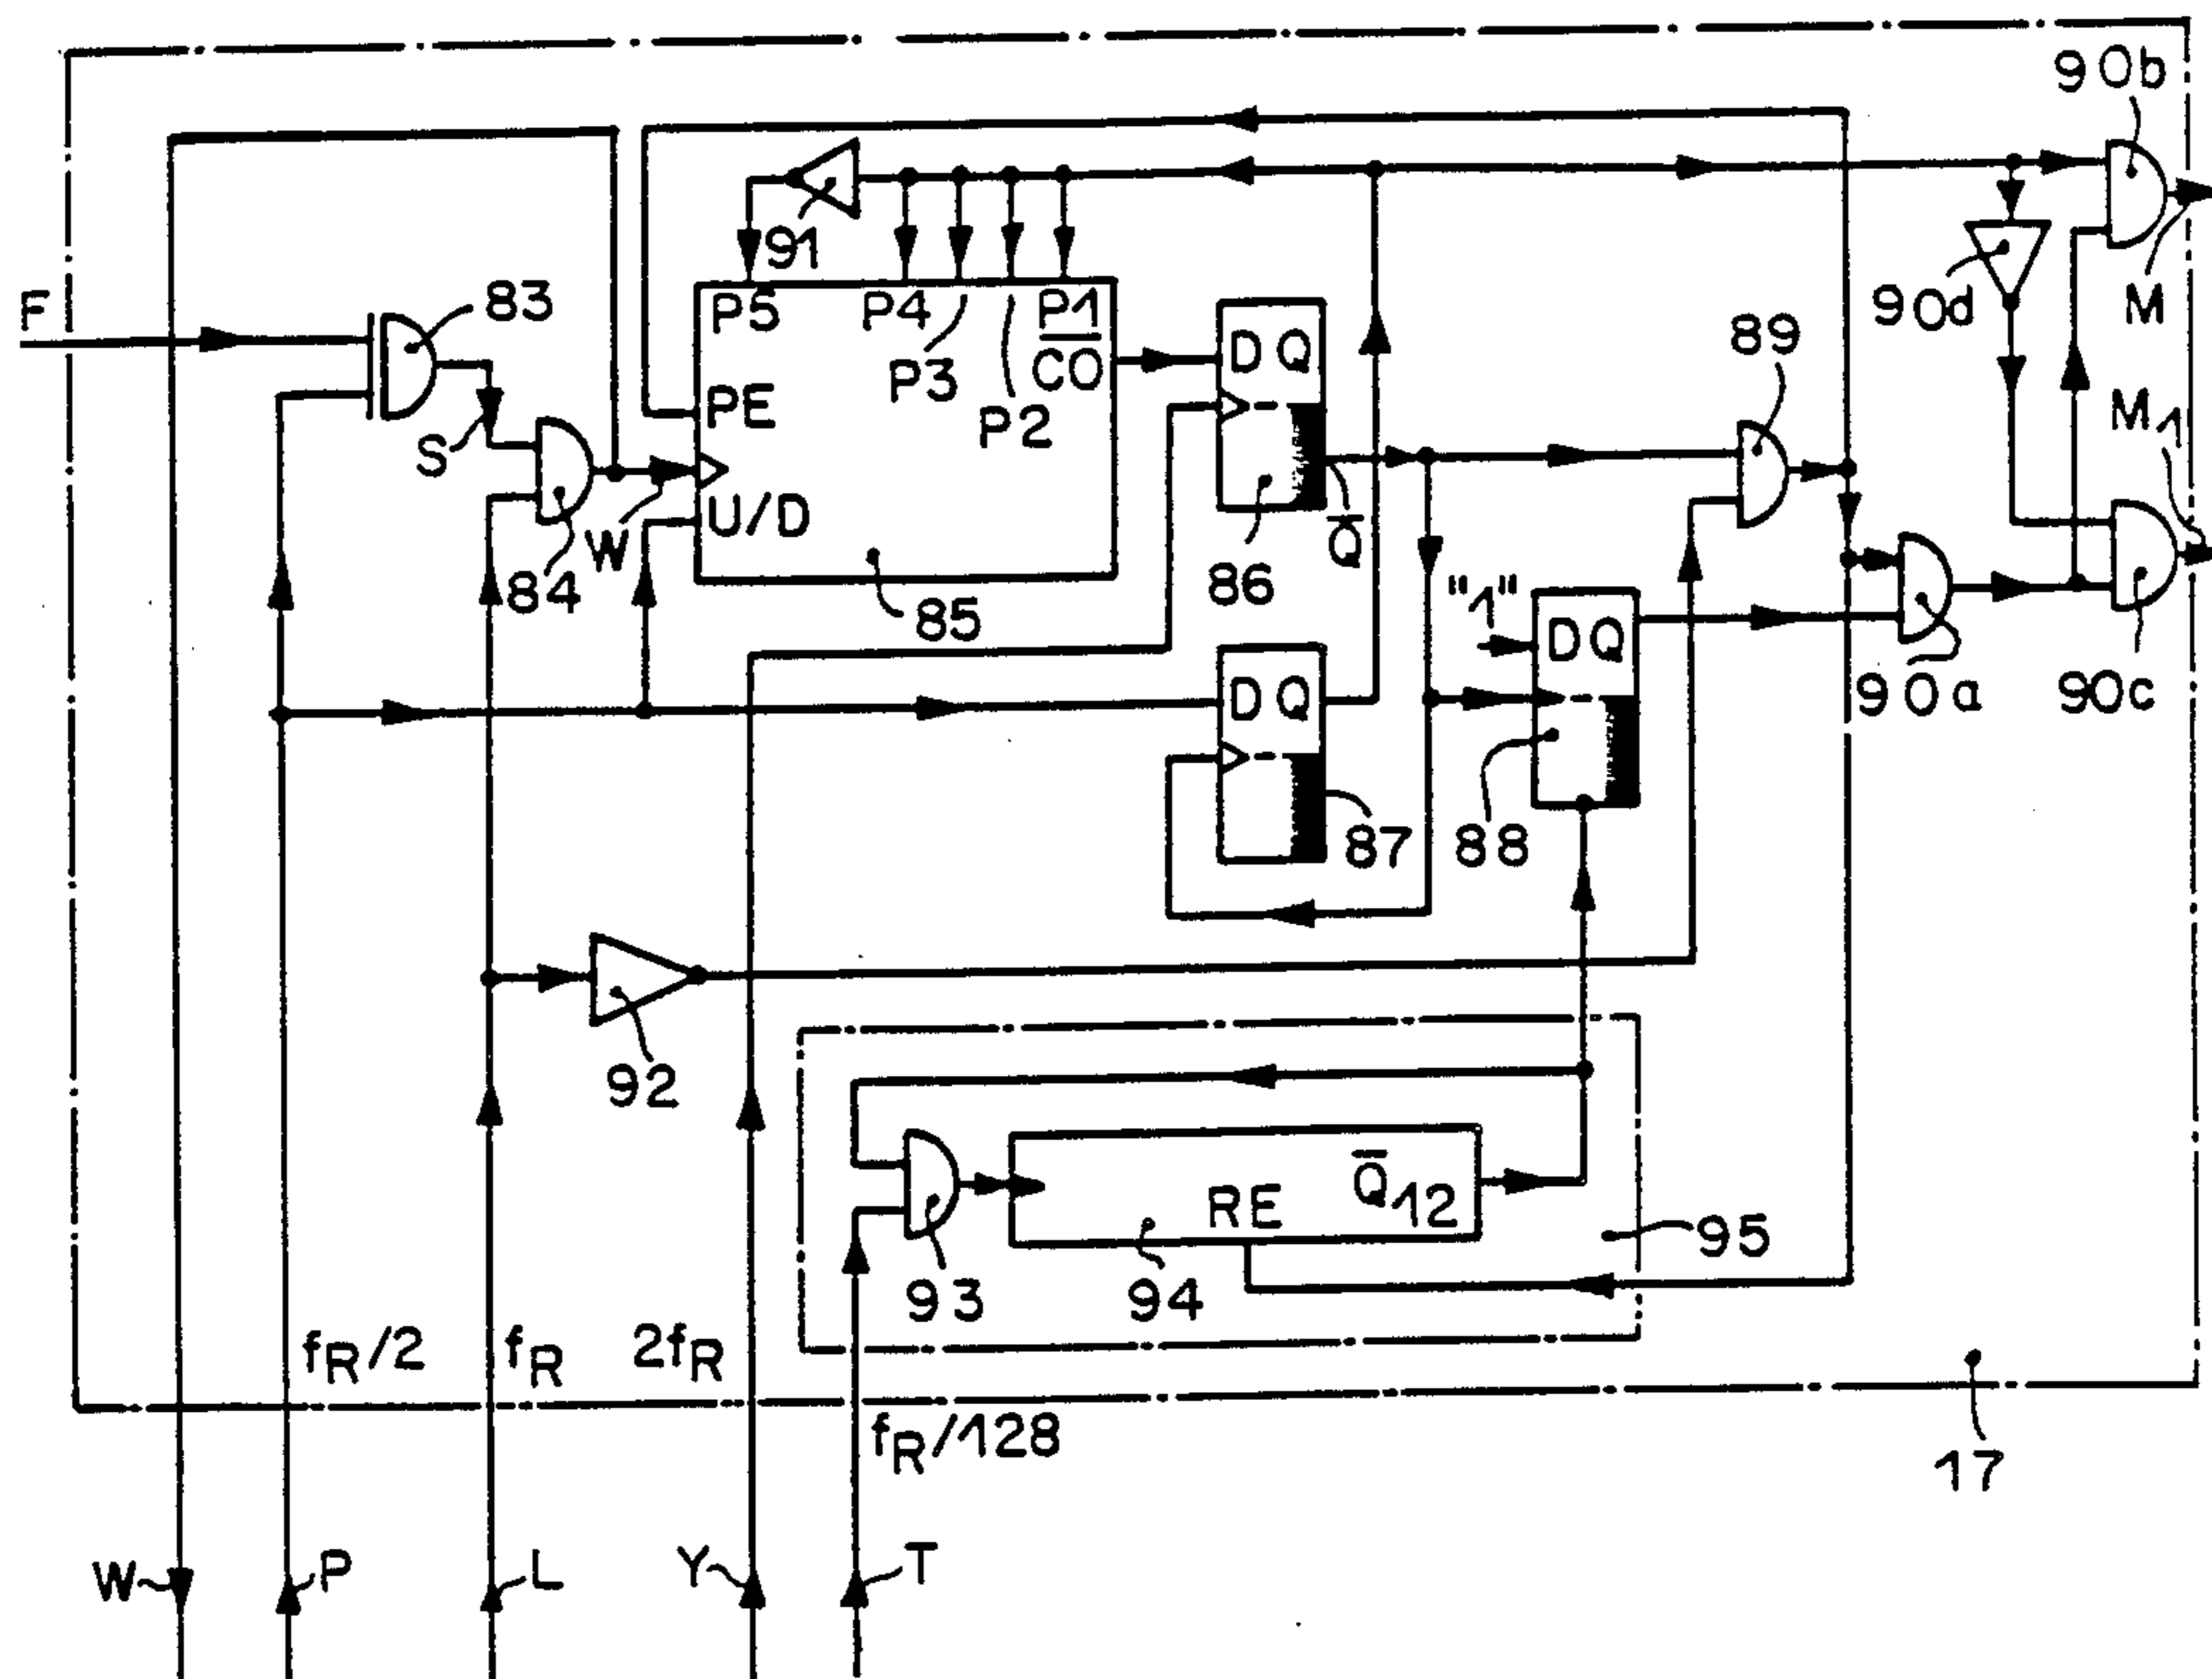 90b
91
P5
P4
P1
F
83
P3
P2
CO
DQ
89
90d
M
PE
M1
S
W
U/D
Q
84
85
86
"1"
DQ
DQ
90a
90c
87
88
92
RE
Q12
93
94
95
fR/2
fR
2fR
fR/128
17
W
P
L
Y
T